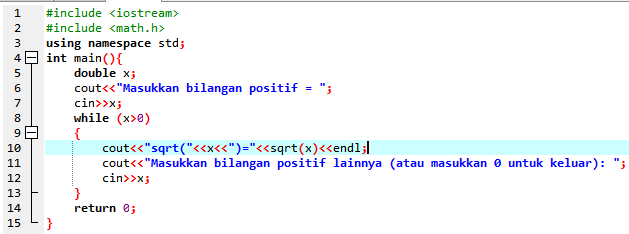 1 #include <iostream>
2 #include <math.h>
3 using namespace std;
4 int main(){
5 double x;
6 cout<<"Masukkan bilangan positif = ";
7 cin>>x;
8 while (x>0)
9 {
10 cout<<"sqrt("<<x<<")="<<sqrt(x)<<endl;
11 cout<<"Masukkan bilangan positif lainnya (atau masukkan 0 untuk keluar): ";
12 cin>>x;
13 }
14 return 0;
15 }